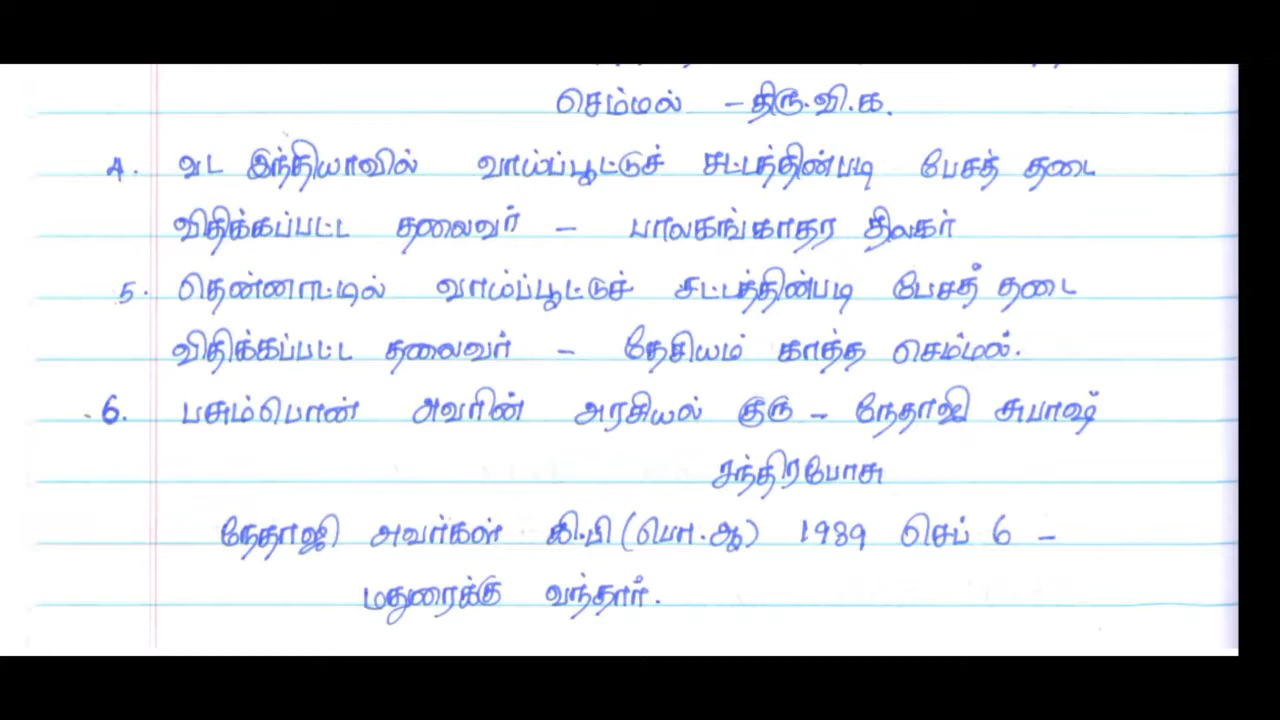 செம்மல் – திரு.வி.க.
4. வட இந்தியாவில் வாய்ப்பூட்டுச் சட்டத்தின்படி பேசத் தடை
விதிக்கப்பட்ட தலைவர் – பாலகங்காதர திலகர்
5. தென்னாட்டில் வாய்ப்பூட்டுச் சட்டத்தின்படி பேசத் தடை
விதிக்கப்பட்ட தலைவர் – தேசியம் காத்த செம்மல்.
6. பசும்பொன் அவரின் அரசியல் குரு – நேதாஜி சுபாஷ்
சந்திரபோசு
நேதாஜி அவர்கள் கி.பி (பொ.ஆ) 1939 செப் 6 –
மதுரைக்கு வந்தார்.